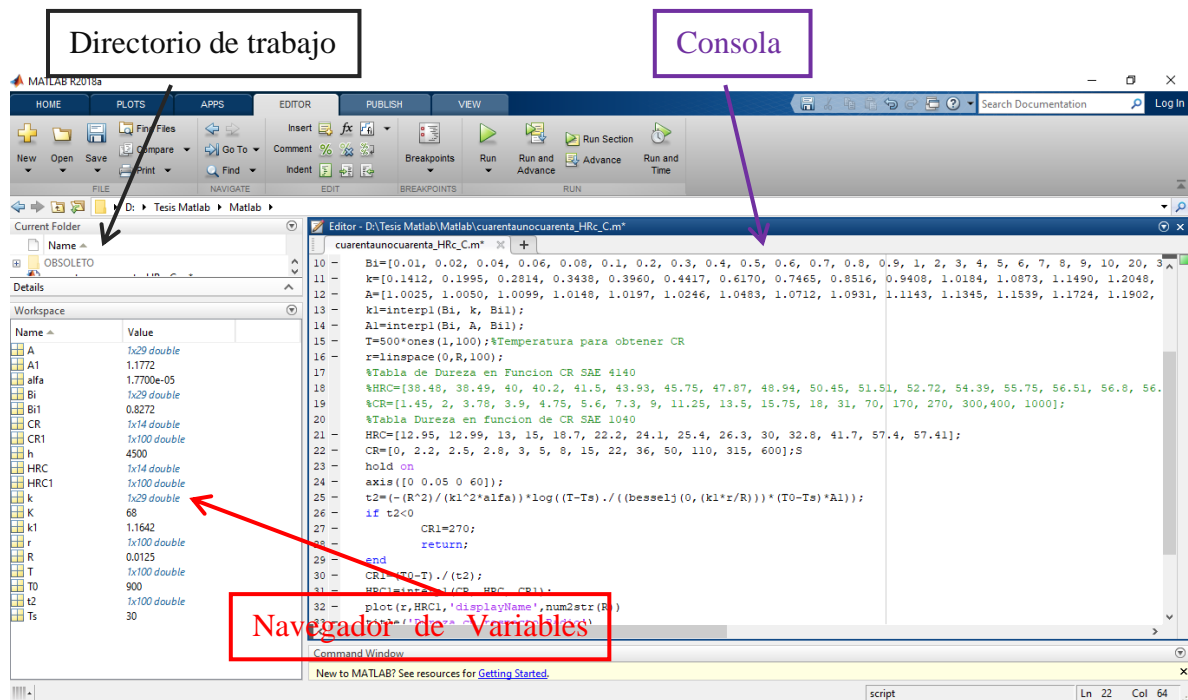 Directorio de trabajo
Consola
MATLAB R2018a
HOME PLOTS APPS EDITOR PUBLISH VIEW
Search Documentation
Log In
New Open Save
Find Files
Compare
Print
FILE
Go To
Find
NAVIGATE
Insert fx
Comment
Indent
EDIT
Breakpoints
BREAKPOINTS
Run
Run and Advance
Run Section
Advance
Run and Time
RUN
D: Tesis Matlab Matlab
Current Folder
Name
OBSOLETO
Details
Workspace
Name Value
A 1x29 double
A1 1.1772
alfa 1.7700e-05
Bi 1x29 double
Bi1 0.8272
CR 1x14 double
CR1 1x100 double
h 4500
HRC 1x14 double
HRC1 1x100 double
k 1x29 double
K 68
k1 1.1642
r 1x100 double
R 0.0125
T 1x100 double
T0 900
t2 1x100 double
Ts 30
Editor - D:\Tesis Matlab\Matlab\cuarentaunocuarenta_HRc_C.m*
cuarentaunocuarenta_HRc_C.m*
10 – Bi=[0.01, 0.02, 0.04, 0.06, 0.08, 0.1, 0.2, 0.3, 0.4, 0.5, 0.6, 0.7, 0.8, 0.9, 1, 2, 3, 4, 5, 6, 7, 8, 9, 10, 20, 3
11 – k=[0.1412, 0.1995, 0.2814, 0.3438, 0.3960, 0.4417, 0.6170, 0.7465, 0.8516, 0.9408, 1.0184, 1.0873, 1.1490, 1.2048,
12 – A=[1.0025, 1.0050, 1.0099, 1.0148, 1.0197, 1.0246, 1.0483, 1.0712, 1.0931, 1.1143, 1.1345, 1.1539, 1.1724, 1.1902,
13 – k1=interp1(Bi, k, Bi1);
14 – A1=interp1(Bi, A, Bi1);
15 – T=500*ones(1,100);%Temperatura para obtener CR
16 – r=linspace(0,R,100);
17 %Tabla de Dureza en Funcion CR SAE 4140
18 %HRC=[38.48, 38.49, 40, 40.2, 41.5, 43.93, 45.75, 47.87, 48.94, 50.45, 51.51, 52.72, 54.39, 55.75, 56.51, 56.8, 56.
19 %CR=[1.45, 2, 3.78, 3.9, 4.75, 5.6, 7.3, 9, 11.25, 13.5, 15.75, 18, 31, 70, 170, 270, 300,400, 1000];
20 %Tabla Dureza en funcion de CR SAE 1040
21 – HRC=[12.95, 12.99, 13, 15, 18.7, 22.2, 24.1, 25.4, 26.3, 30, 32.8, 41.7, 57.4, 57.41];
22 – CR=[0, 2.2, 2.5, 2.8, 3, 5, 8, 15, 22, 36, 50, 110, 315, 600];S
23 – hold on
24 – axis([0 0.05 0 60]);
25 – t2=(-(R^2)/(k1^2*alfa))*log((T-Ts)./((besselj(0,(k1*r/R)))*(T0-Ts)*A1));
26 – if t2<0
27 – CR1=270;
28 – return;
29 – end
30 – CR1=(T0-T)./(t2);
31 – HRC1=interp1(CR, HRC, CR1);
32 – plot(r,HRC1,'displayName',num2str(R))
Navegador de Variables
Command Window
New to MATLAB? See resources for Getting Started.
script
Ln 22 Col 64